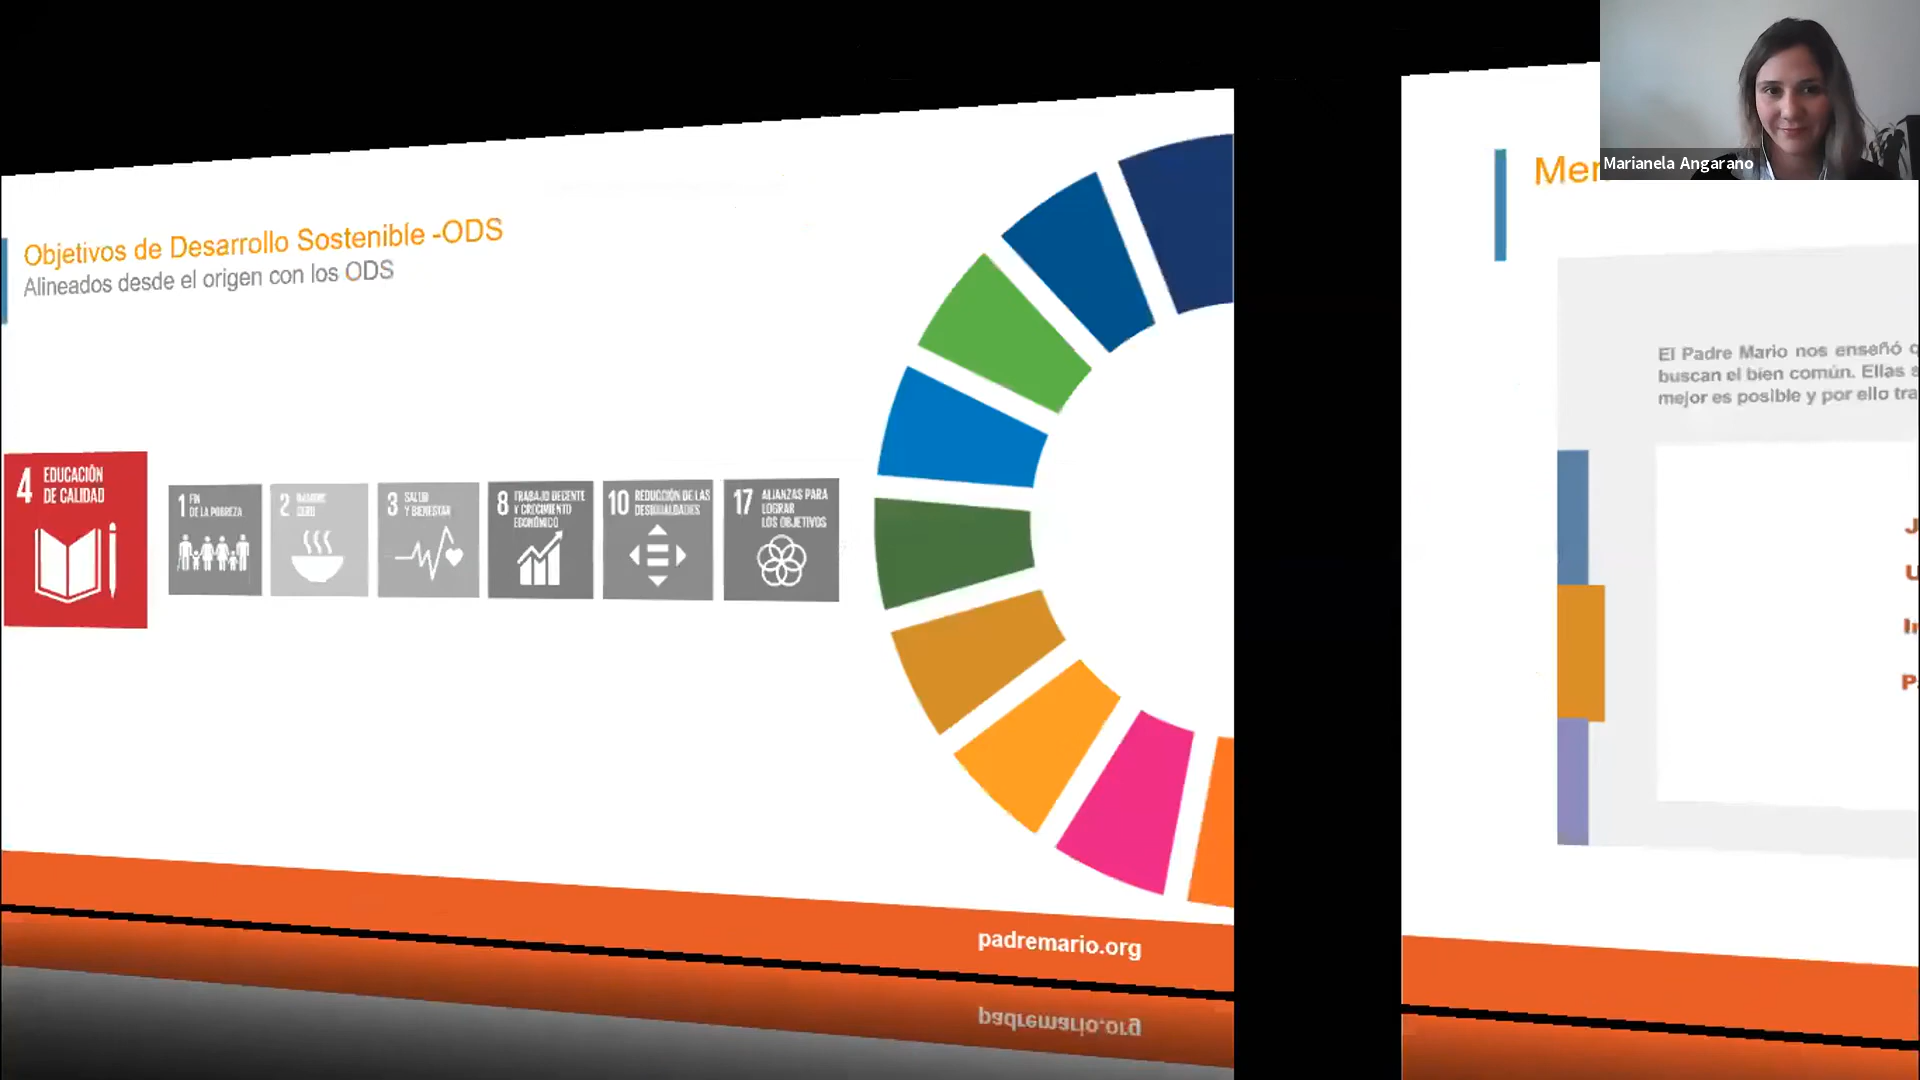 Objetivos de Desarrollo Sostenible -ODS
Alineados desde el origen con los ODS
4 EDUCACIÓN
DE CALIDAD
1 FIN
DE LA POBREZA
2 HAMBRE
CERO
3 SALUD
Y BIENESTAR
8 TRABAJO DECENTE
Y CRECIMIENTO
ECONÓMICO
10 REDUCCIÓN DE LAS
DESIGUALDADES
17 ALIANZAS PARA
LOGRAR
LOS OBJETIVOS
padremario.org
padremario.org
Marianela Angarano
El Padre Mario nos enseñó
buscan el bien común. Ellas
mejor es posible y por ello